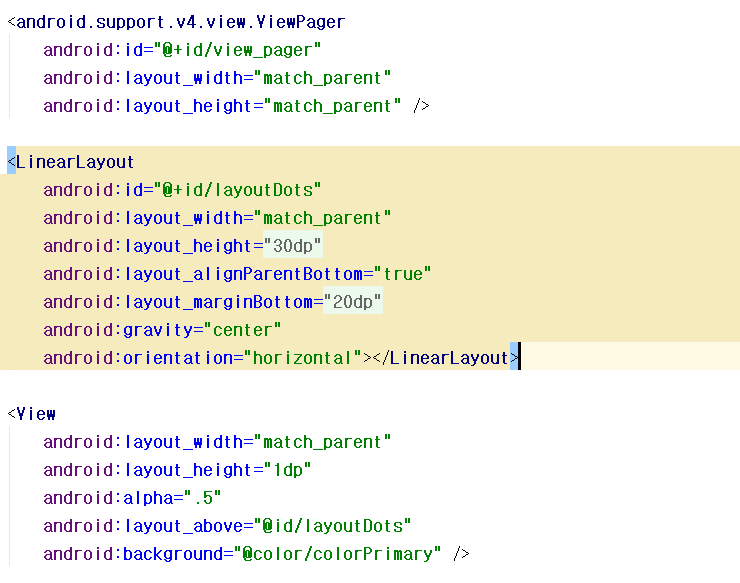 <android.support.v4.view.ViewPager
    android:id="@+id/view_pager"
    android:layout_width="match_parent"
    android:layout_height="match_parent" />
<LinearLayout
    android:id="@+id/layoutDots"
    android:layout_width="match_parent"
    android:layout_height="30dp"
    android:layout_alignParentBottom="true"
    android:layout_marginBottom="20dp"
    android:gravity="center"
    android:orientation="horizontal"></LinearLayout>
<View
    android:layout_width="match_parent"
    android:layout_height="1dp"
    android:alpha=".5"
    android:layout_above="@id/layoutDots"
    android:background="@color/colorPrimary" />